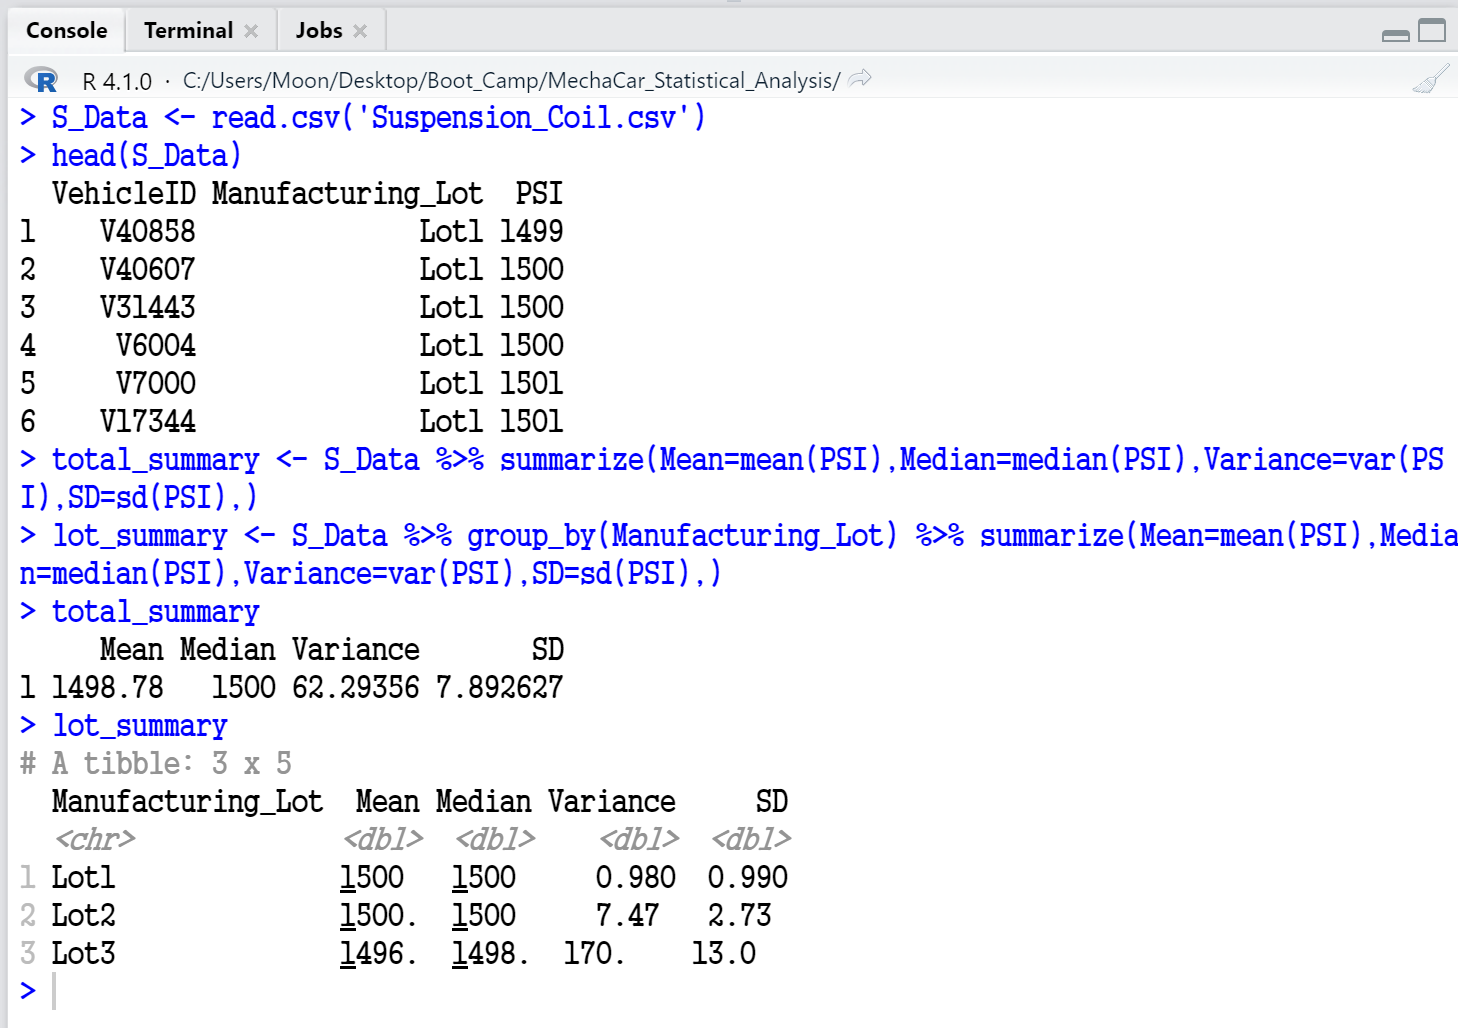 Console Terminal Jobs
R R 4.1.0 · C:/Users/Moon/Desktop/Boot_Camp/MechaCar_Statistical_Analysis/
> S_Data <- read.csv('Suspension_Coil.csv')
> head(S_Data)
  VehicleID Manufacturing_Lot  PSI
1    V40858              Lot1 1499
2    V40607              Lot1 1500
3    V31443              Lot1 1500
4     V6004              Lot1 1500
5     V7000              Lot1 1501
6    V17344              Lot1 1501
> total_summary <- S_Data %>% summarize(Mean=mean(PSI),Median=median(PSI),Variance=var(PS
I),SD=sd(PSI),)
> lot_summary <- S_Data %>% group_by(Manufacturing_Lot) %>% summarize(Mean=mean(PSI),Media
n=median(PSI),Variance=var(PSI),SD=sd(PSI),)
> total_summary
     Mean Median Variance       SD
1 1498.78   1500 62.29356 7.892627
> lot_summary
# A tibble: 3 x 5
  Manufacturing_Lot  Mean Median Variance     SD
  <chr>             <dbl>  <dbl>    <dbl>  <dbl>
1 Lot1              1500   1500     0.980  0.990
2 Lot2              1500.  1500     7.47   2.73
3 Lot3              1496.  1498.  170.    13.0
>